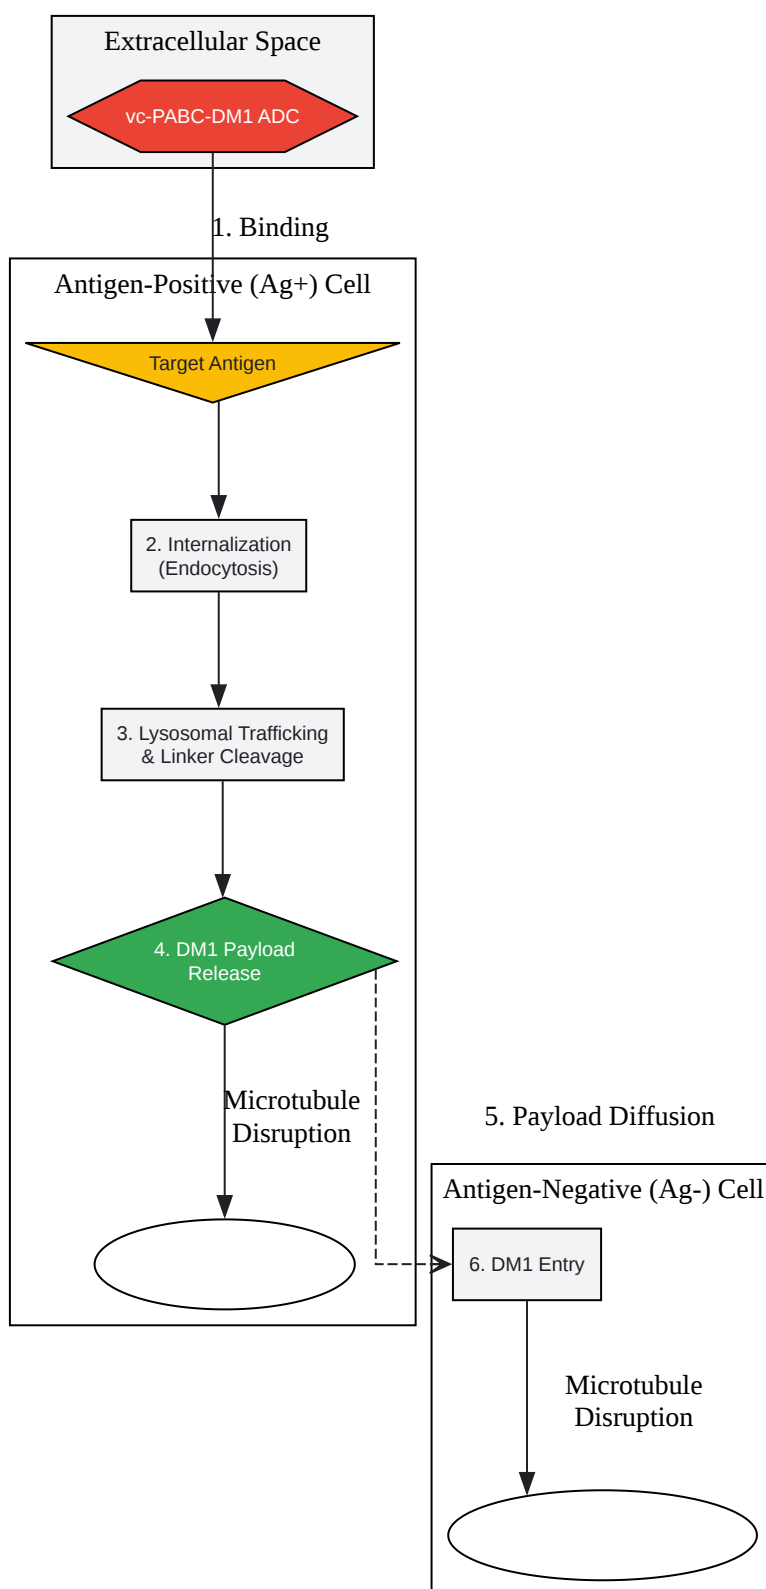 Extracellular Space
vc-PABC-DM1 ADC
1. Binding
Antigen-Positive (Ag+) Cell
Target Antigen
2. Internalization
(Endocytosis)
3. Lysosomal Trafficking
& Linker Cleavage
4. DM1 Payload
Release
Microtubule
Disruption
5. Payload Diffusion
Antigen-Negative (Ag-) Cell
6. DM1 Entry
Microtubule
Disruption